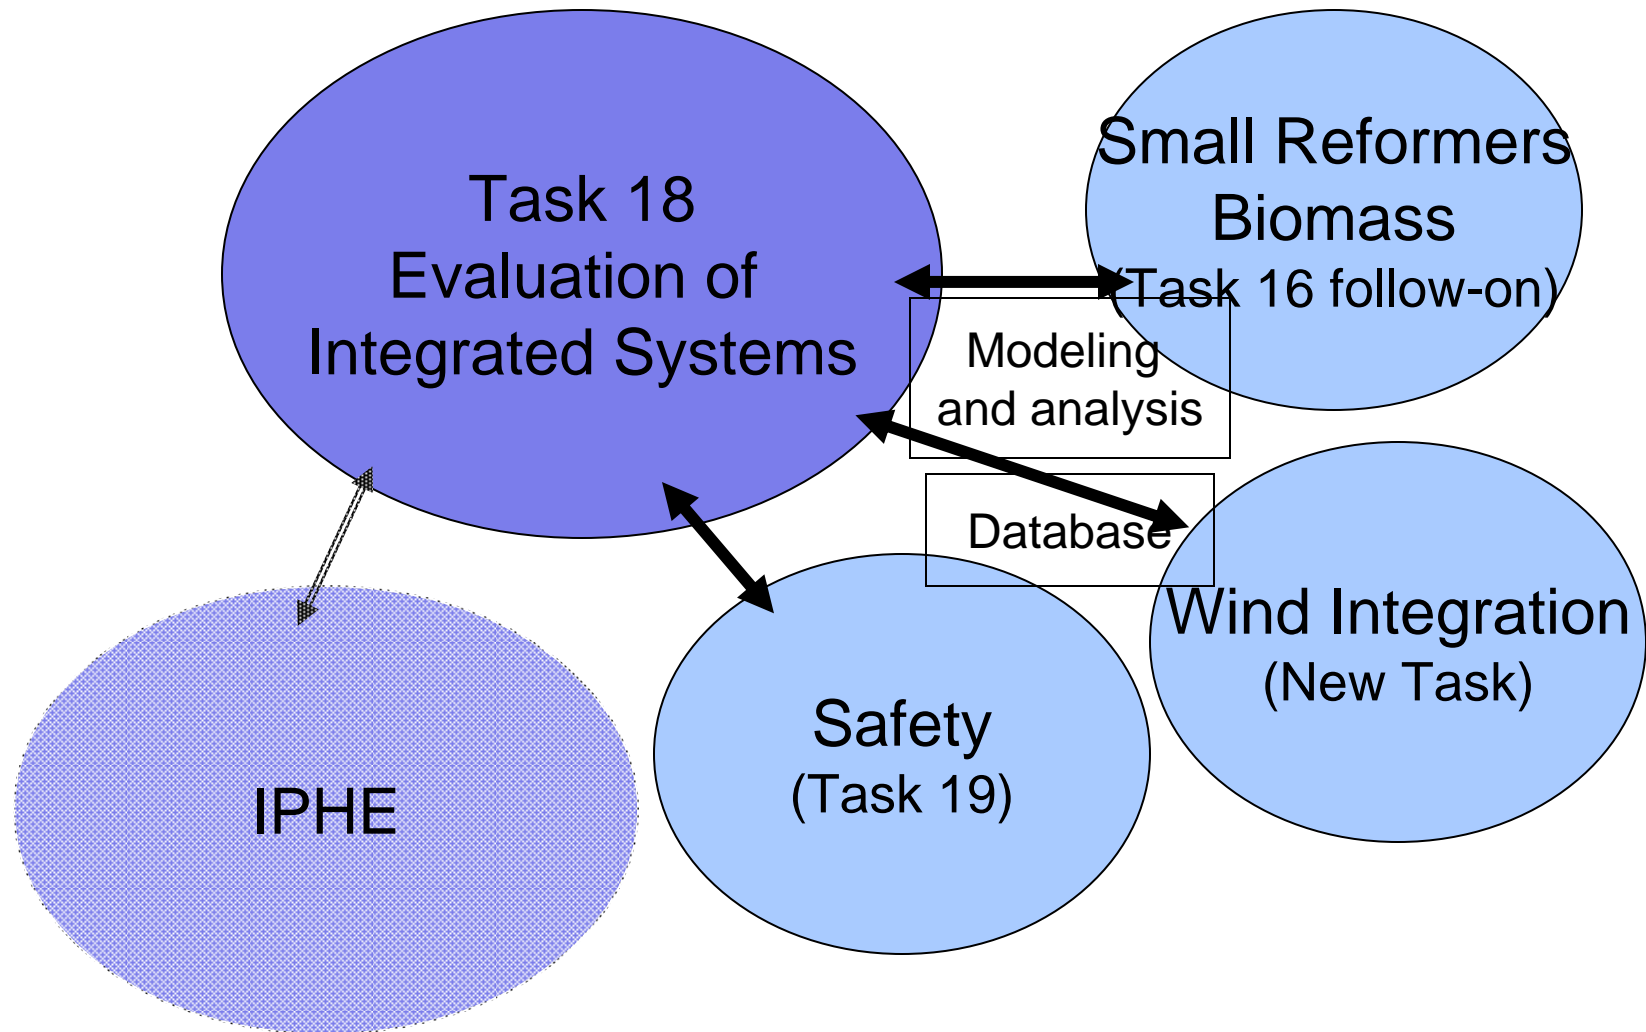 Task 18
Evaluation of
Integrated Systems
Small Reformers
Biomass
(Task 16 follow-on)
Modeling
and analysis
Database
Wind Integration
(New Task)
Safety
(Task 19)
IPHE